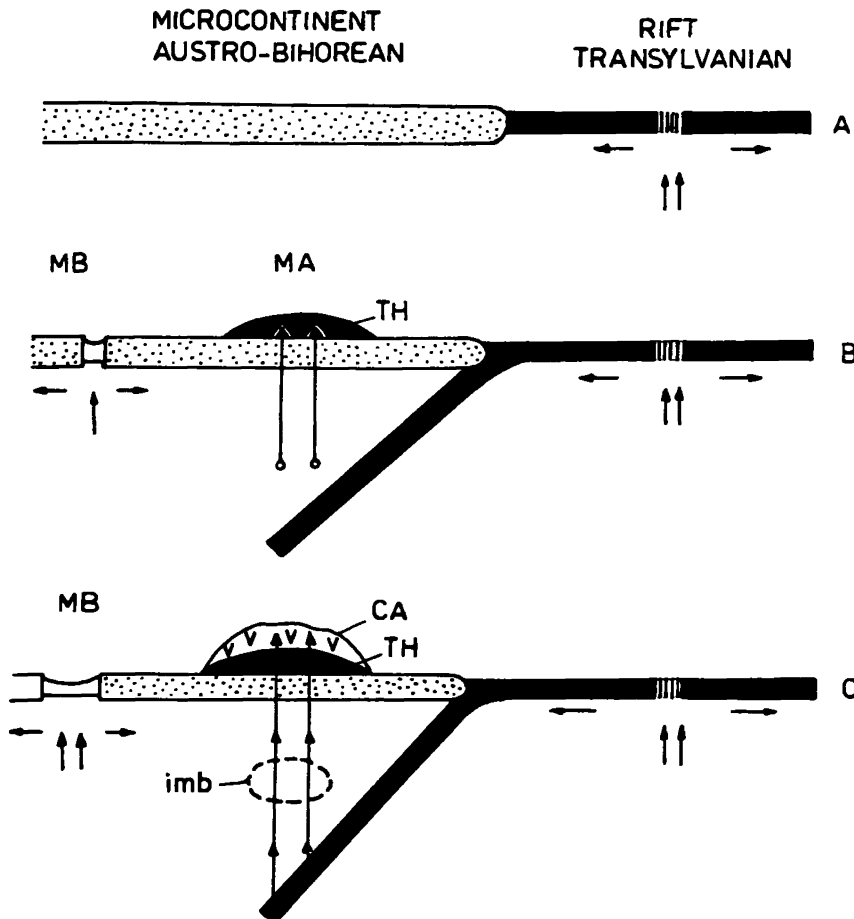 MICROCONTINENT
AUSTRO-BIHOREAN
RIFT
TRANSYLVANIAN
A
MB
MA
TH
B
MB
CA
TH
V V V V
C
imb